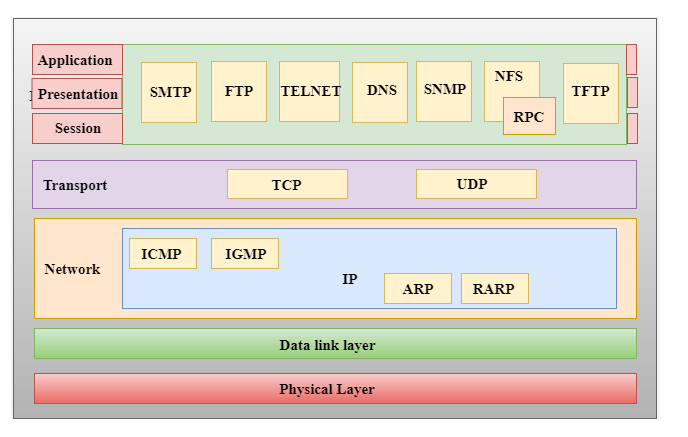 Application
Presentation
Session
SMTP
FTP
TELNET
DNS
SNMP
NFS
RPC
TFTP
Transport
TCP
UDP
Network
ICMP
IGMP
IP
ARP
RARP
Data link layer
Physical Layer